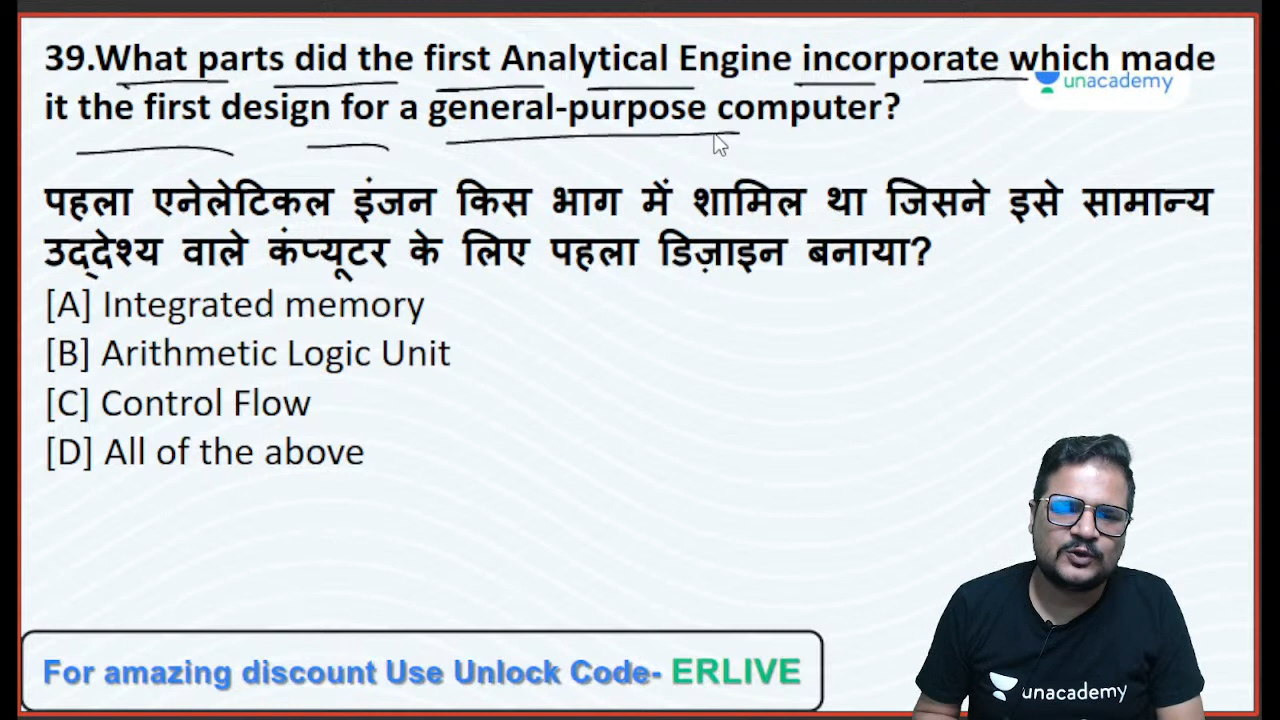 39.What parts did the first Analytical Engine incorporate which made
it the first design for a general-purpose computer?
unacademy
पहला एनेलेटिकल इंजन किस भाग में शामिल था जिसने इसे सामान्य
उद्देश्य वाले कंप्यूटर के लिए पहला डिज़ाइन बनाया?
[A] Integrated memory
[B] Arithmetic Logic Unit
[C] Control Flow
[D] All of the above
For amazing discount Use Unlock Code- ERLIVE
unacademy